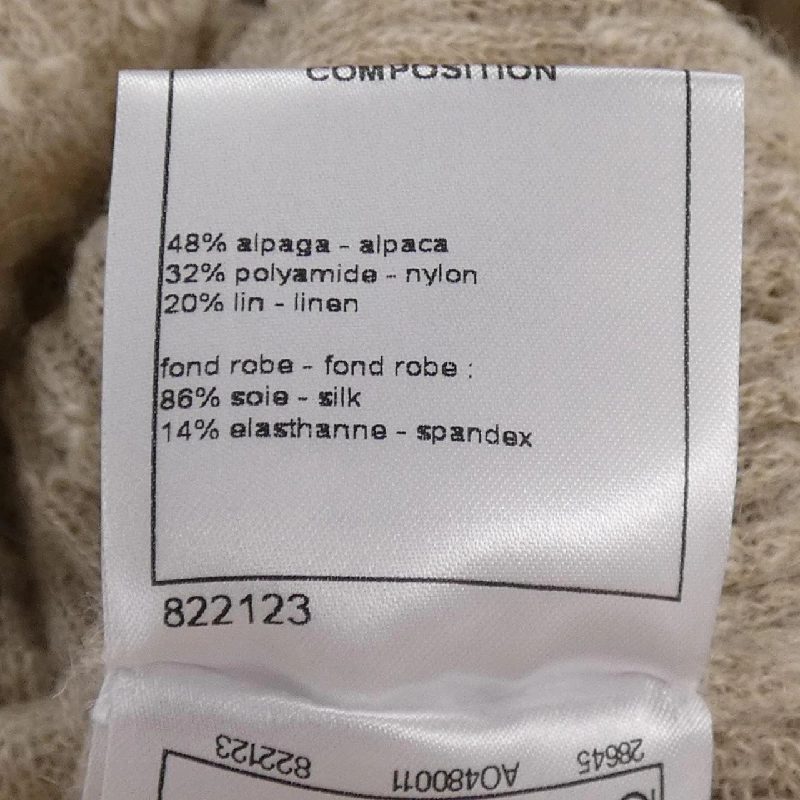 COMPOSITION
48% alpaga - alpaca
32% polyamide - nylon
20% lin - linen
fond robe - fond robe :
86% soie - silk
14% elasthanne - spandex
822123
28645 AO480011 822123